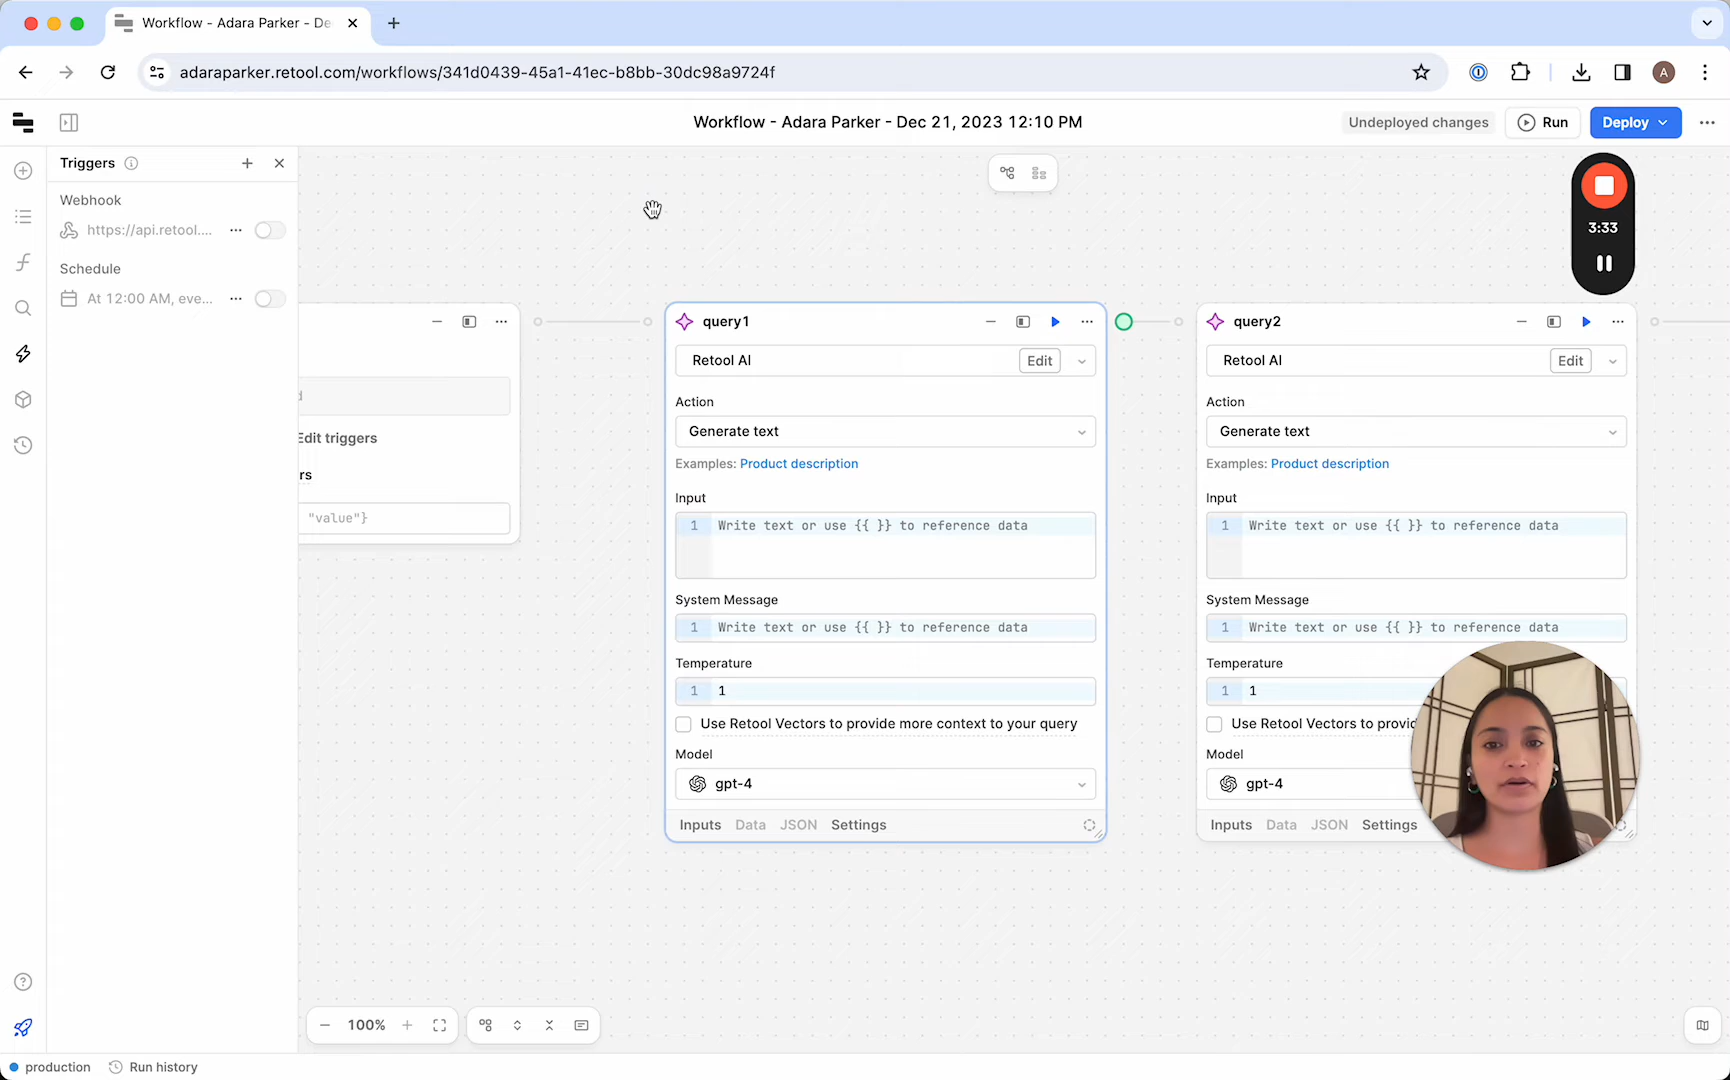 Workflow - Adara Parker - De
adaraparker.retool.com/workflows/341d0439-45a1-41ec-b8bb-30dc98a9724f
A
Workflow - Adara Parker - Dec 21, 2023 12:10 PM
Undeployed changes
Run
Deploy
Triggers
Webhook
https://api.retool....
Schedule
At 12:00 AM, eve...
3:33
Edit triggers
rs
"value"}
query1
Retool AI
Edit
Action
Generate text
Examples: Product description
Input
1 Write text or use {{ }} to reference data
System Message
1 Write text or use {{ }} to reference data
Temperature
1 1
Use Retool Vectors to provide more context to your query
Model
gpt-4
Inputs Data JSON Settings
query2
Retool AI
Edit
Action
Generate text
Examples: Product description
Input
1 Write text or use {{ }} to reference data
System Message
1 Write text or use {{ }} to reference data
Temperature
1 1
Use Retool Vectors to provi
Model
gpt-4
Inputs Data JSON Settings
100%
production
Run history